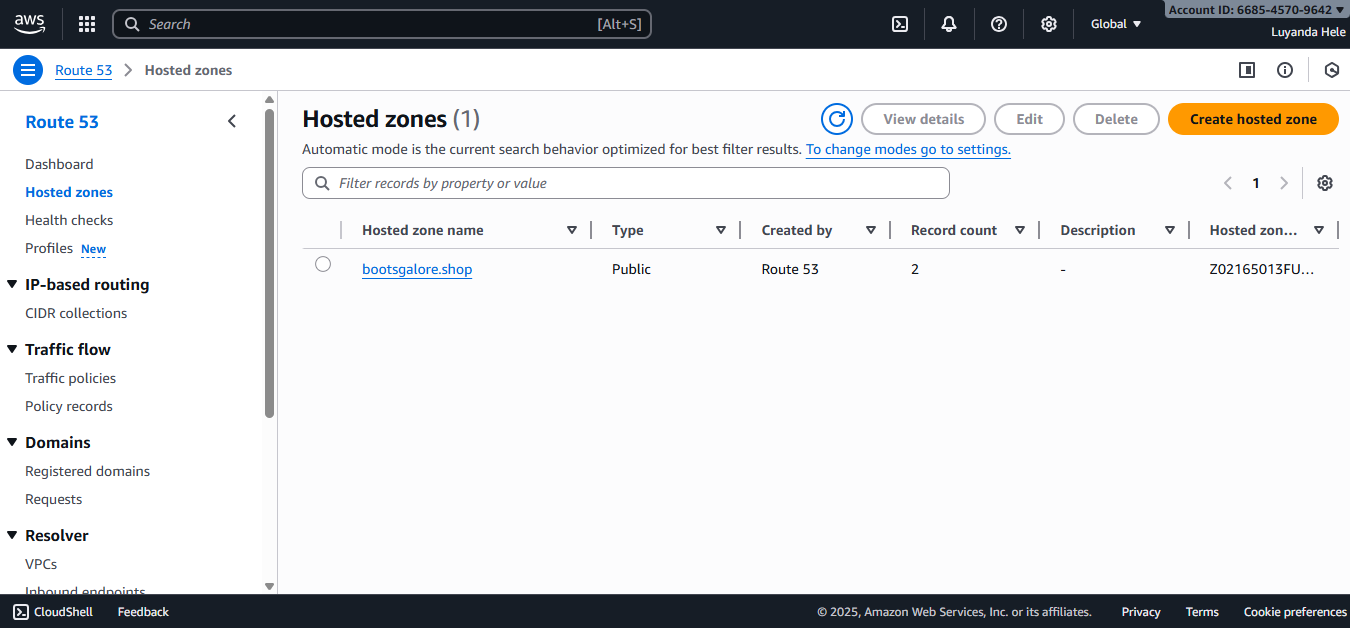 aws
Search [Alt+S]
Global
Account ID: 6685-4570-9642
Luyanda Hele
Route 53 Hosted zones
Route 53
Dashboard
Hosted zones
Health checks
Profiles New
IP-based routing
CIDR collections
Traffic flow
Traffic policies
Policy records
Domains
Registered domains
Requests
Resolver
VPCs
Inbound endpoints
Hosted zones (1)
View details
Edit
Delete
Create hosted zone
Automatic mode is the current search behavior optimized for best filter results. To change modes go to settings.
Filter records by property or value
1
Hosted zone name Type Created by Record count Description Hosted zon...
bootsgalore.shop Public Route 53 2 - Z02165013FU...
CloudShell Feedback © 2025, Amazon Web Services, Inc. or its affiliates. Privacy Terms Cookie preferences